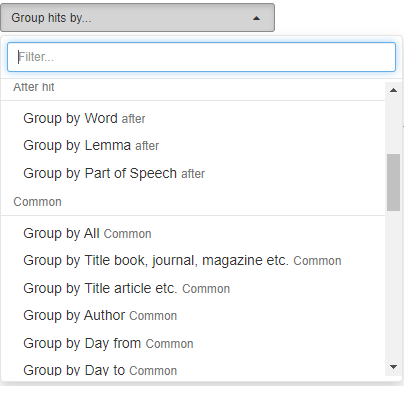 Group hits by...
Filter...
After hit
Group by Word after
Group by Lemma after
Group by Part of Speech after
Common
Group by All Common
Group by Title book, journal, magazine etc. Common
Group by Title article etc. Common
Group by Author Common
Group by Day from Common
Group by Day to Common